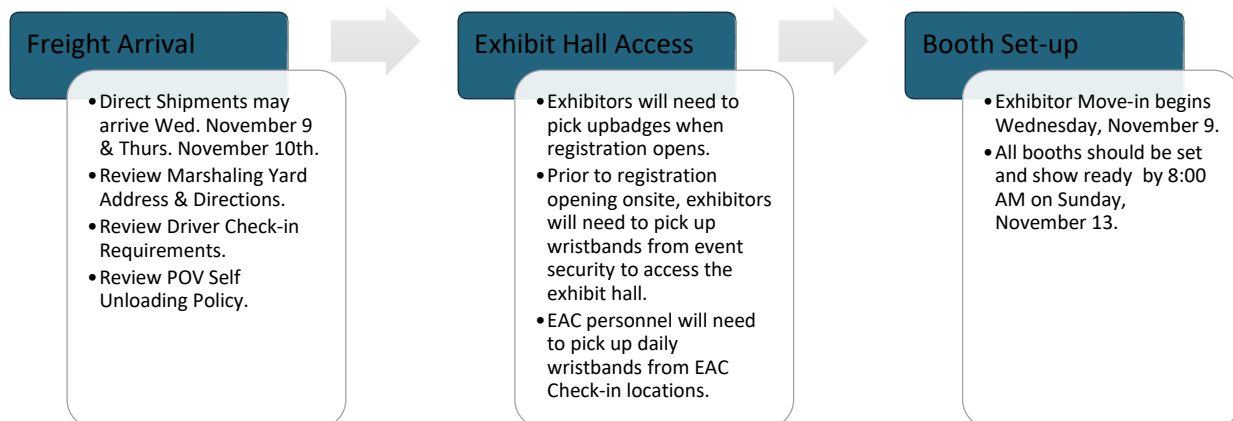 Freight Arrival
•Direct Shipments may
arrive Wed. November 9
& Thurs. November 10th.
•Review Marshaling Yard
Address & Directions.
•Review Driver Check-in
Requirements.
•Review POV Self
Unloading Policy.
Exhibit Hall Access
•Exhibitors will need to
pick upbadges when
registration opens.
•Prior to registration
opening onsite, exhibitors
will need to pick up
wristbands from event
security to access the
exhibit hall.
•EAC personnel will need
to pick up daily
wristbands from EAC
Check-in locations.
Booth Set-up
•Exhibitor Move-in begins
Wednesday, November 9.
•All booths should be set
and show ready by 8:00
AM on Sunday,
November 13.